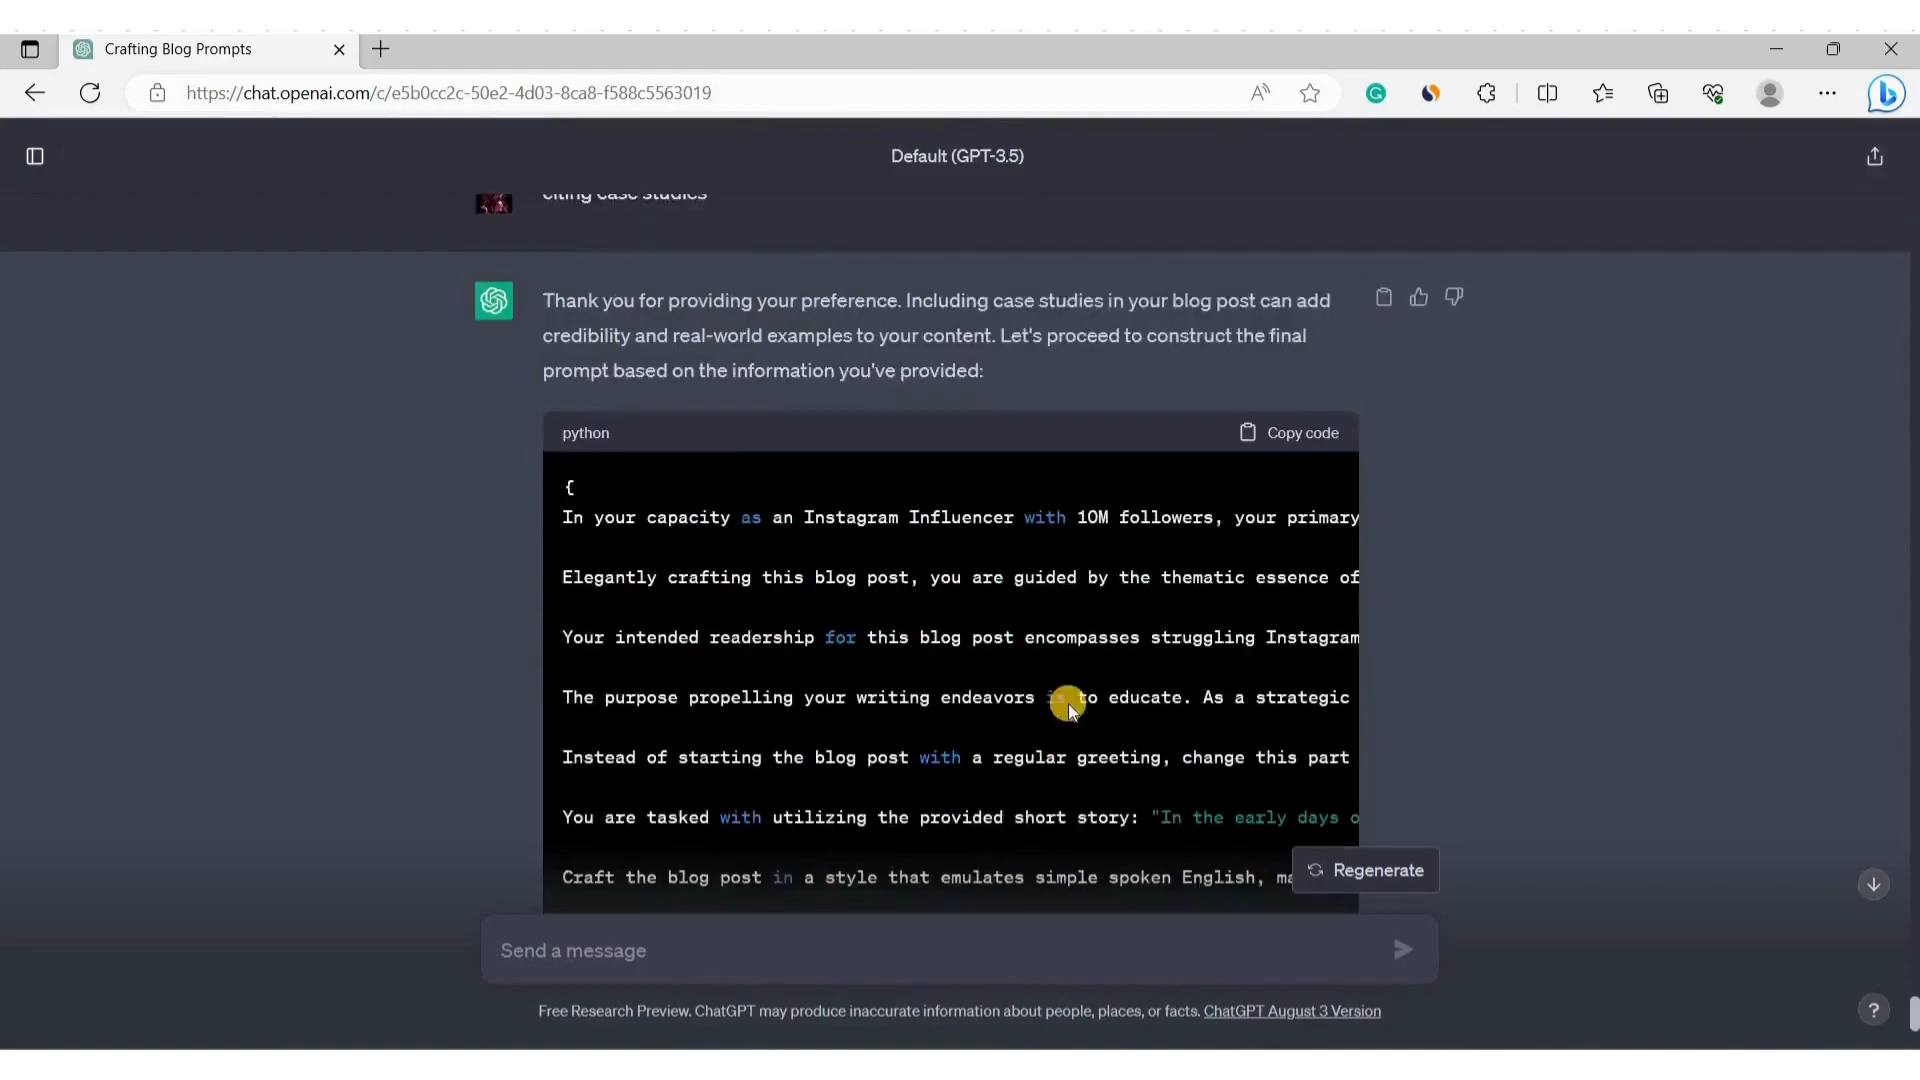 Crafting Blog Prompts
https://chat.openai.com/c/e5b0cc2c-50e2-4d03-8ca8-f588c5563019
Default (GPT-3.5)
citing case studies
Thank you for providing your preference. Including case studies in your blog post can add
credibility and real-world examples to your content. Let's proceed to construct the final
prompt based on the information you've provided:
python
Copy code
{
In your capacity as an Instagram Influencer with 10M followers, your primary
Elegantly crafting this blog post, you are guided by the thematic essence of
Your intended readership for this blog post encompasses struggling Instagram
The purpose propelling your writing endeavors is to educate. As a strategic
Instead of starting the blog post with a regular greeting, change this part
You are tasked with utilizing the provided short story: "In the early days o
Craft the blog post in a style that emulates simple spoken English, ma
Regenerate
Send a message
Free Research Preview. ChatGPT may produce inaccurate information about people, places, or facts. ChatGPT August 3 Version
?